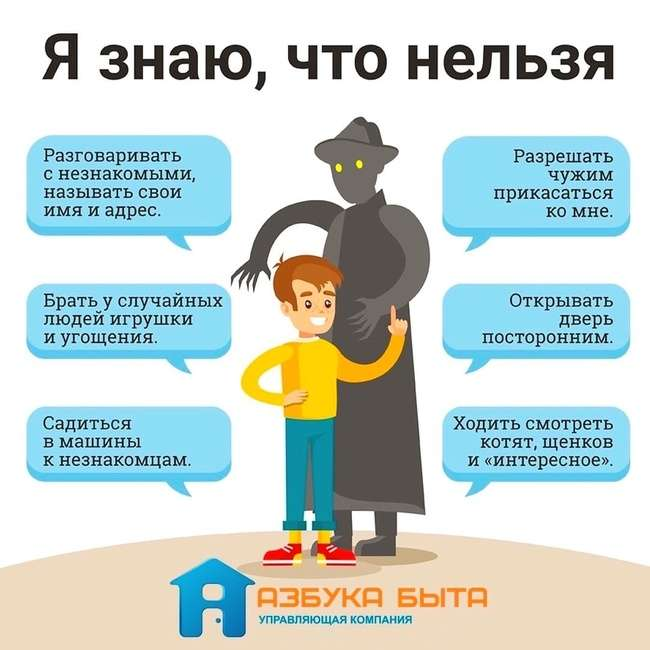 Я знаю, что нельзя
Разговаривать
с незнакомыми,
называть свои
имя и адрес.
Разрешать
чужим
прикасаться
ко мне.
Брать у случайных
людей игрушки
и угощения.
Открывать
дверь
посторонним.
Садиться
в машины
к незнакомцам.
Ходить смотреть
котят, щенков
и «интересное».
АЗБУКА БЫТА
УПРАВЛЯЮЩАЯ КОМПАНИЯ